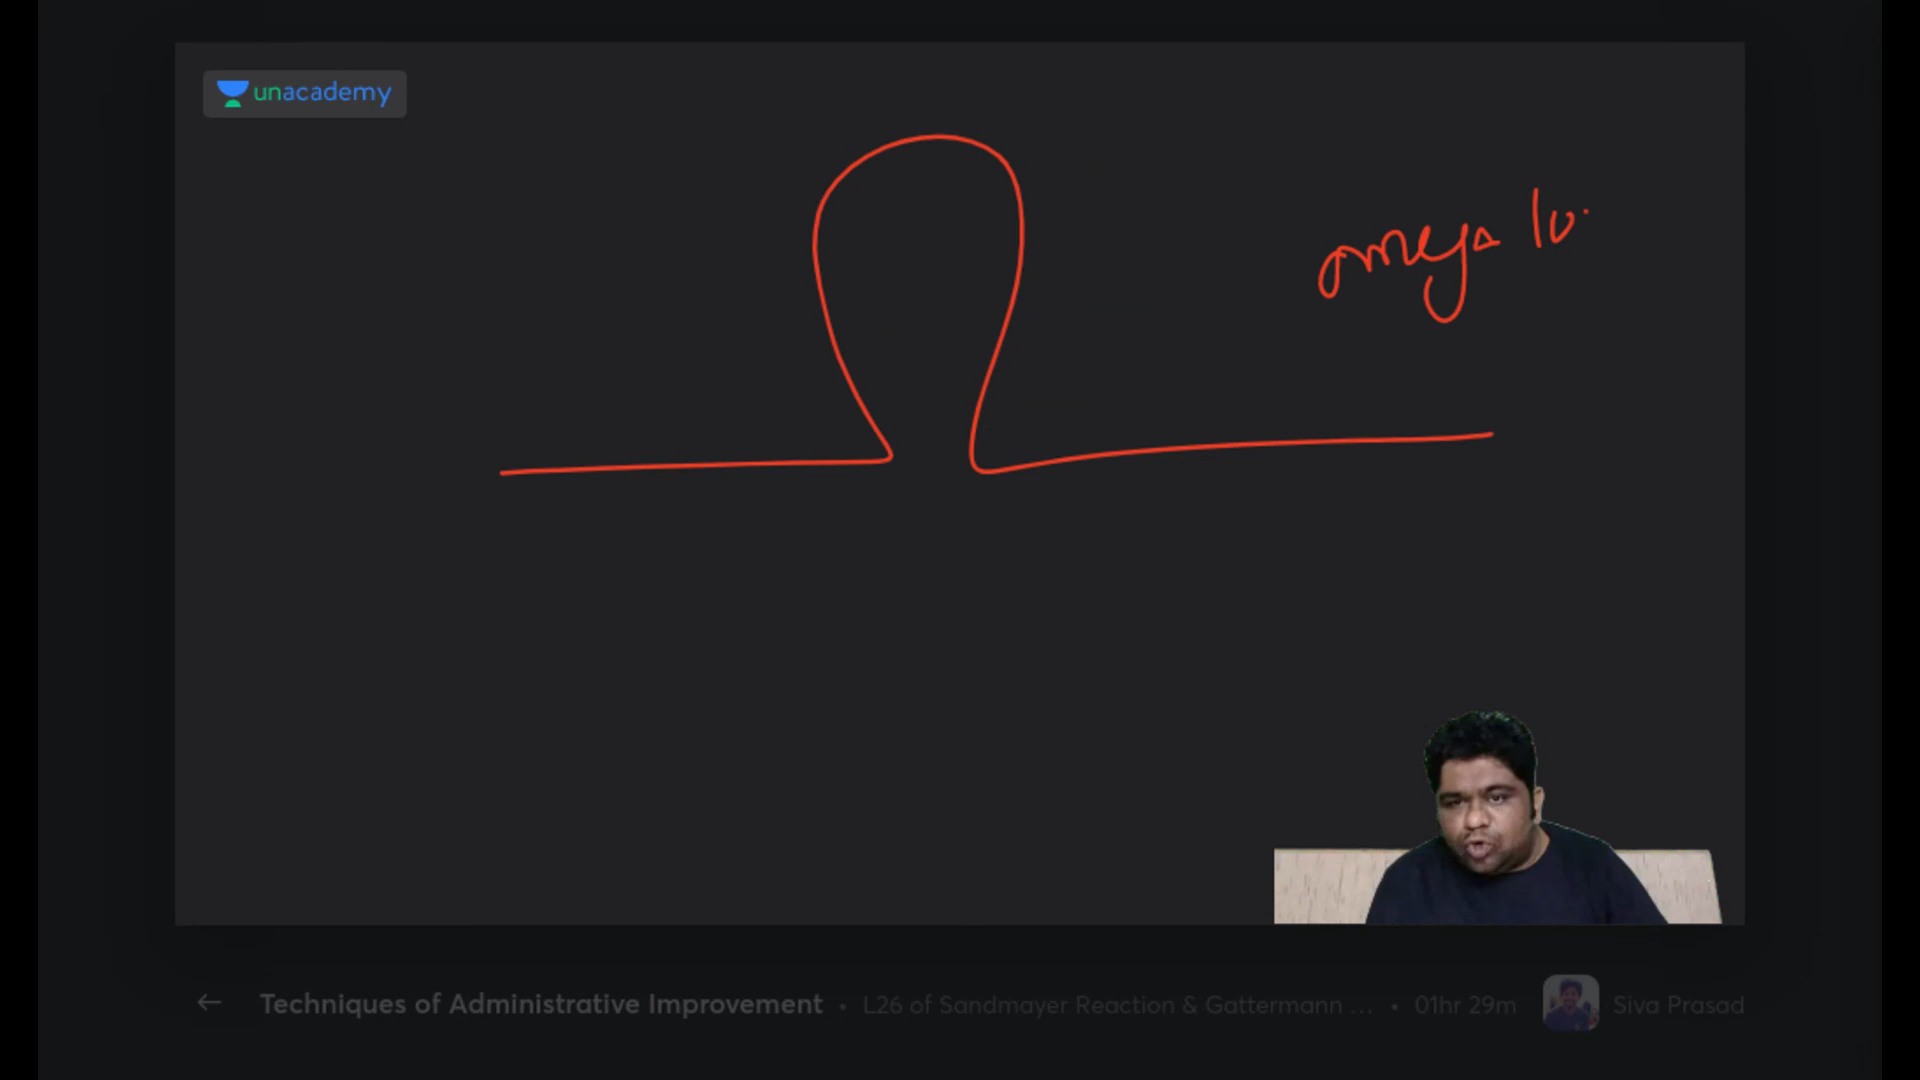 unacademy
omega lo
← Techniques of Administrative Improvement • L26 of Sandmayer Reaction & Gattermann ... • 01hr 29m Siva Prasad